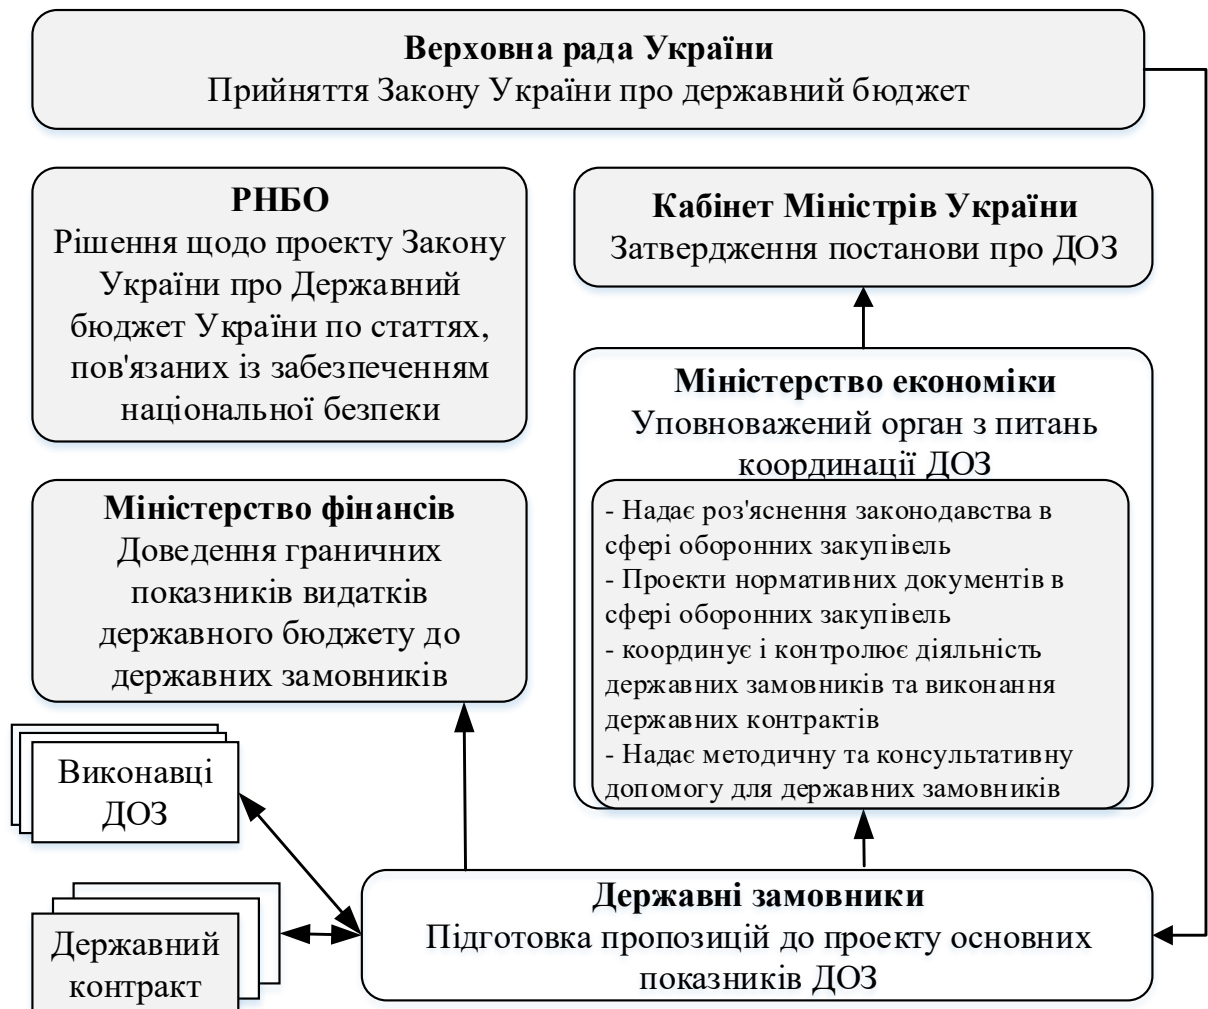 Верховна рада України
Прийняття Закону України про державний бюджет
РНБО
Рішення щодо проекту Закону
України про Державний
бюджет України по статтях,
пов'язаних із забезпеченням
національної безпеки
Кабінет Міністрів України
Затвердження постанови про ДОЗ
Міністерство економіки
Уповноважений орган з питань
координації ДОЗ
- Надає роз'яснення законодавства в
сфері оборонних закупівель
- Проекти нормативних документів в
сфері оборонних закупівель
- координує і контролює діяльність
державних замовників та виконання
державних контрактів
- Надає методичну та консультативну
допомогу для державних замовників
Міністерство фінансів
Доведення граничних
показників видатків
державного бюджету до
державних замовників
Виконавці
ДОЗ
Державний
контракт
Державні замовники
Підготовка пропозицій до проекту основних
показників ДОЗ